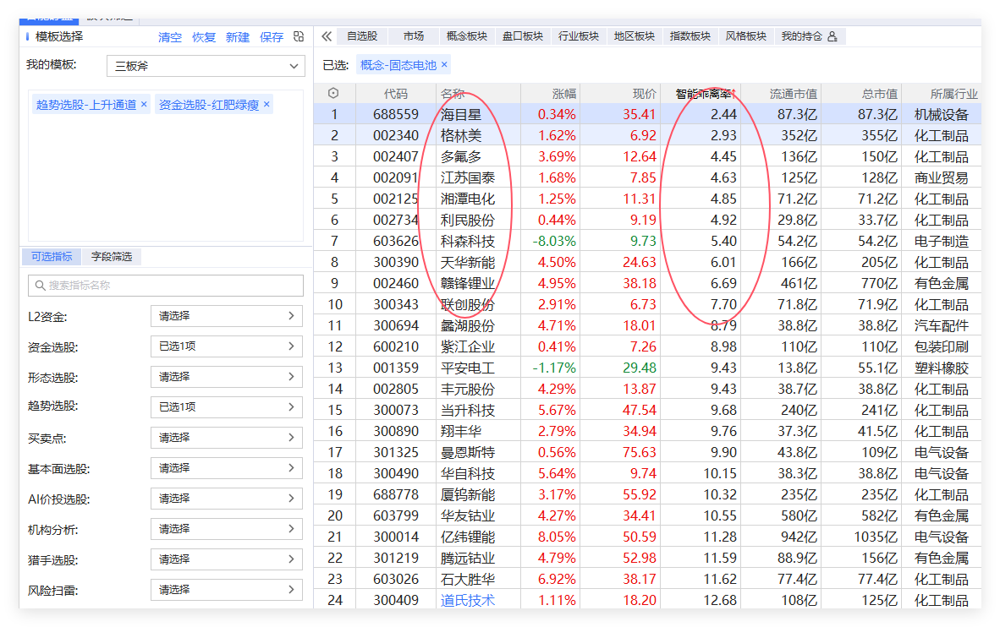 模板选择 清空 恢复 新建 保存
我的模板: 三板斧
趋势选股-上升通道 × 资金选股-红肥绿瘦 ×
可选指标 字段筛选
搜索指标名称
L2资金: 请选择
资金选股: 已选1项
形态选股: 请选择
趋势选股: 已选1项
买卖点: 请选择
基本面选股: 请选择
AI价投选股: 请选择
机构分析: 请选择
猎手选股: 请选择
风险扫雷: 请选择
自选股 市场 概念板块 盘口板块 行业板块 地区板块 指数板块 风格板块 我的持仓
已选: 概念-固态电池 ×
代码 名称 涨幅 现价 智能乖离率↑ 流通市值 总市值 所属行业
1 688559 海目星 0.34% 35.41 2.44 87.3亿 87.3亿 机械设备
2 002340 格林美 1.62% 6.92 2.93 352亿 355亿 化工制品
3 002407 多氟多 3.69% 12.64 4.45 136亿 150亿 化工制品
4 002091 江苏国泰 1.68% 7.85 4.63 125亿 128亿 商业贸易
5 002125 湘潭电化 1.25% 11.31 4.85 71.2亿 71.2亿 化工制品
6 002734 利民股份 0.44% 9.19 4.92 29.8亿 33.7亿 化工制品
7 603626 科森科技 -8.03% 9.73 5.40 54.2亿 54.2亿 电子制造
8 300390 天华新能 4.50% 24.63 6.01 166亿 205亿 化工制品
9 002460 赣锋锂业 4.95% 38.18 6.69 461亿 770亿 有色金属
10 300343 联创股份 2.91% 6.73 7.70 71.8亿 71.9亿 化工制品
11 300694 蠡湖股份 4.71% 18.01 8.79 38.8亿 38.8亿 汽车配件
12 600210 紫江企业 0.41% 7.26 8.98 110亿 110亿 包装印刷
13 001359 平安电工 -1.17% 29.48 9.43 13.8亿 55.1亿 塑料橡胶
14 002805 丰元股份 4.29% 13.87 9.43 38.7亿 38.8亿 化工制品
15 300073 当升科技 5.67% 47.54 9.68 240亿 241亿 化工制品
16 300890 翔丰华 2.79% 34.94 9.76 37.3亿 41.5亿 化工制品
17 301325 曼恩斯特 0.56% 75.63 9.90 43.8亿 109亿 电气设备
18 300490 华自科技 5.64% 9.74 10.15 38.3亿 38.8亿 电气设备
19 688778 厦钨新能 3.17% 55.92 10.32 235亿 235亿 化工制品
20 603799 华友钴业 4.27% 34.41 10.55 580亿 582亿 有色金属
21 300014 亿纬锂能 8.05% 50.59 11.28 942亿 1035亿 电气设备
22 301219 腾远钴业 4.79% 52.98 11.59 88.9亿 156亿 有色金属
23 603026 石大胜华 6.92% 38.17 11.62 77.4亿 77.4亿 化工制品
24 300409 道氏技术 1.11% 18.20 12.68 108亿 125亿 化工制品